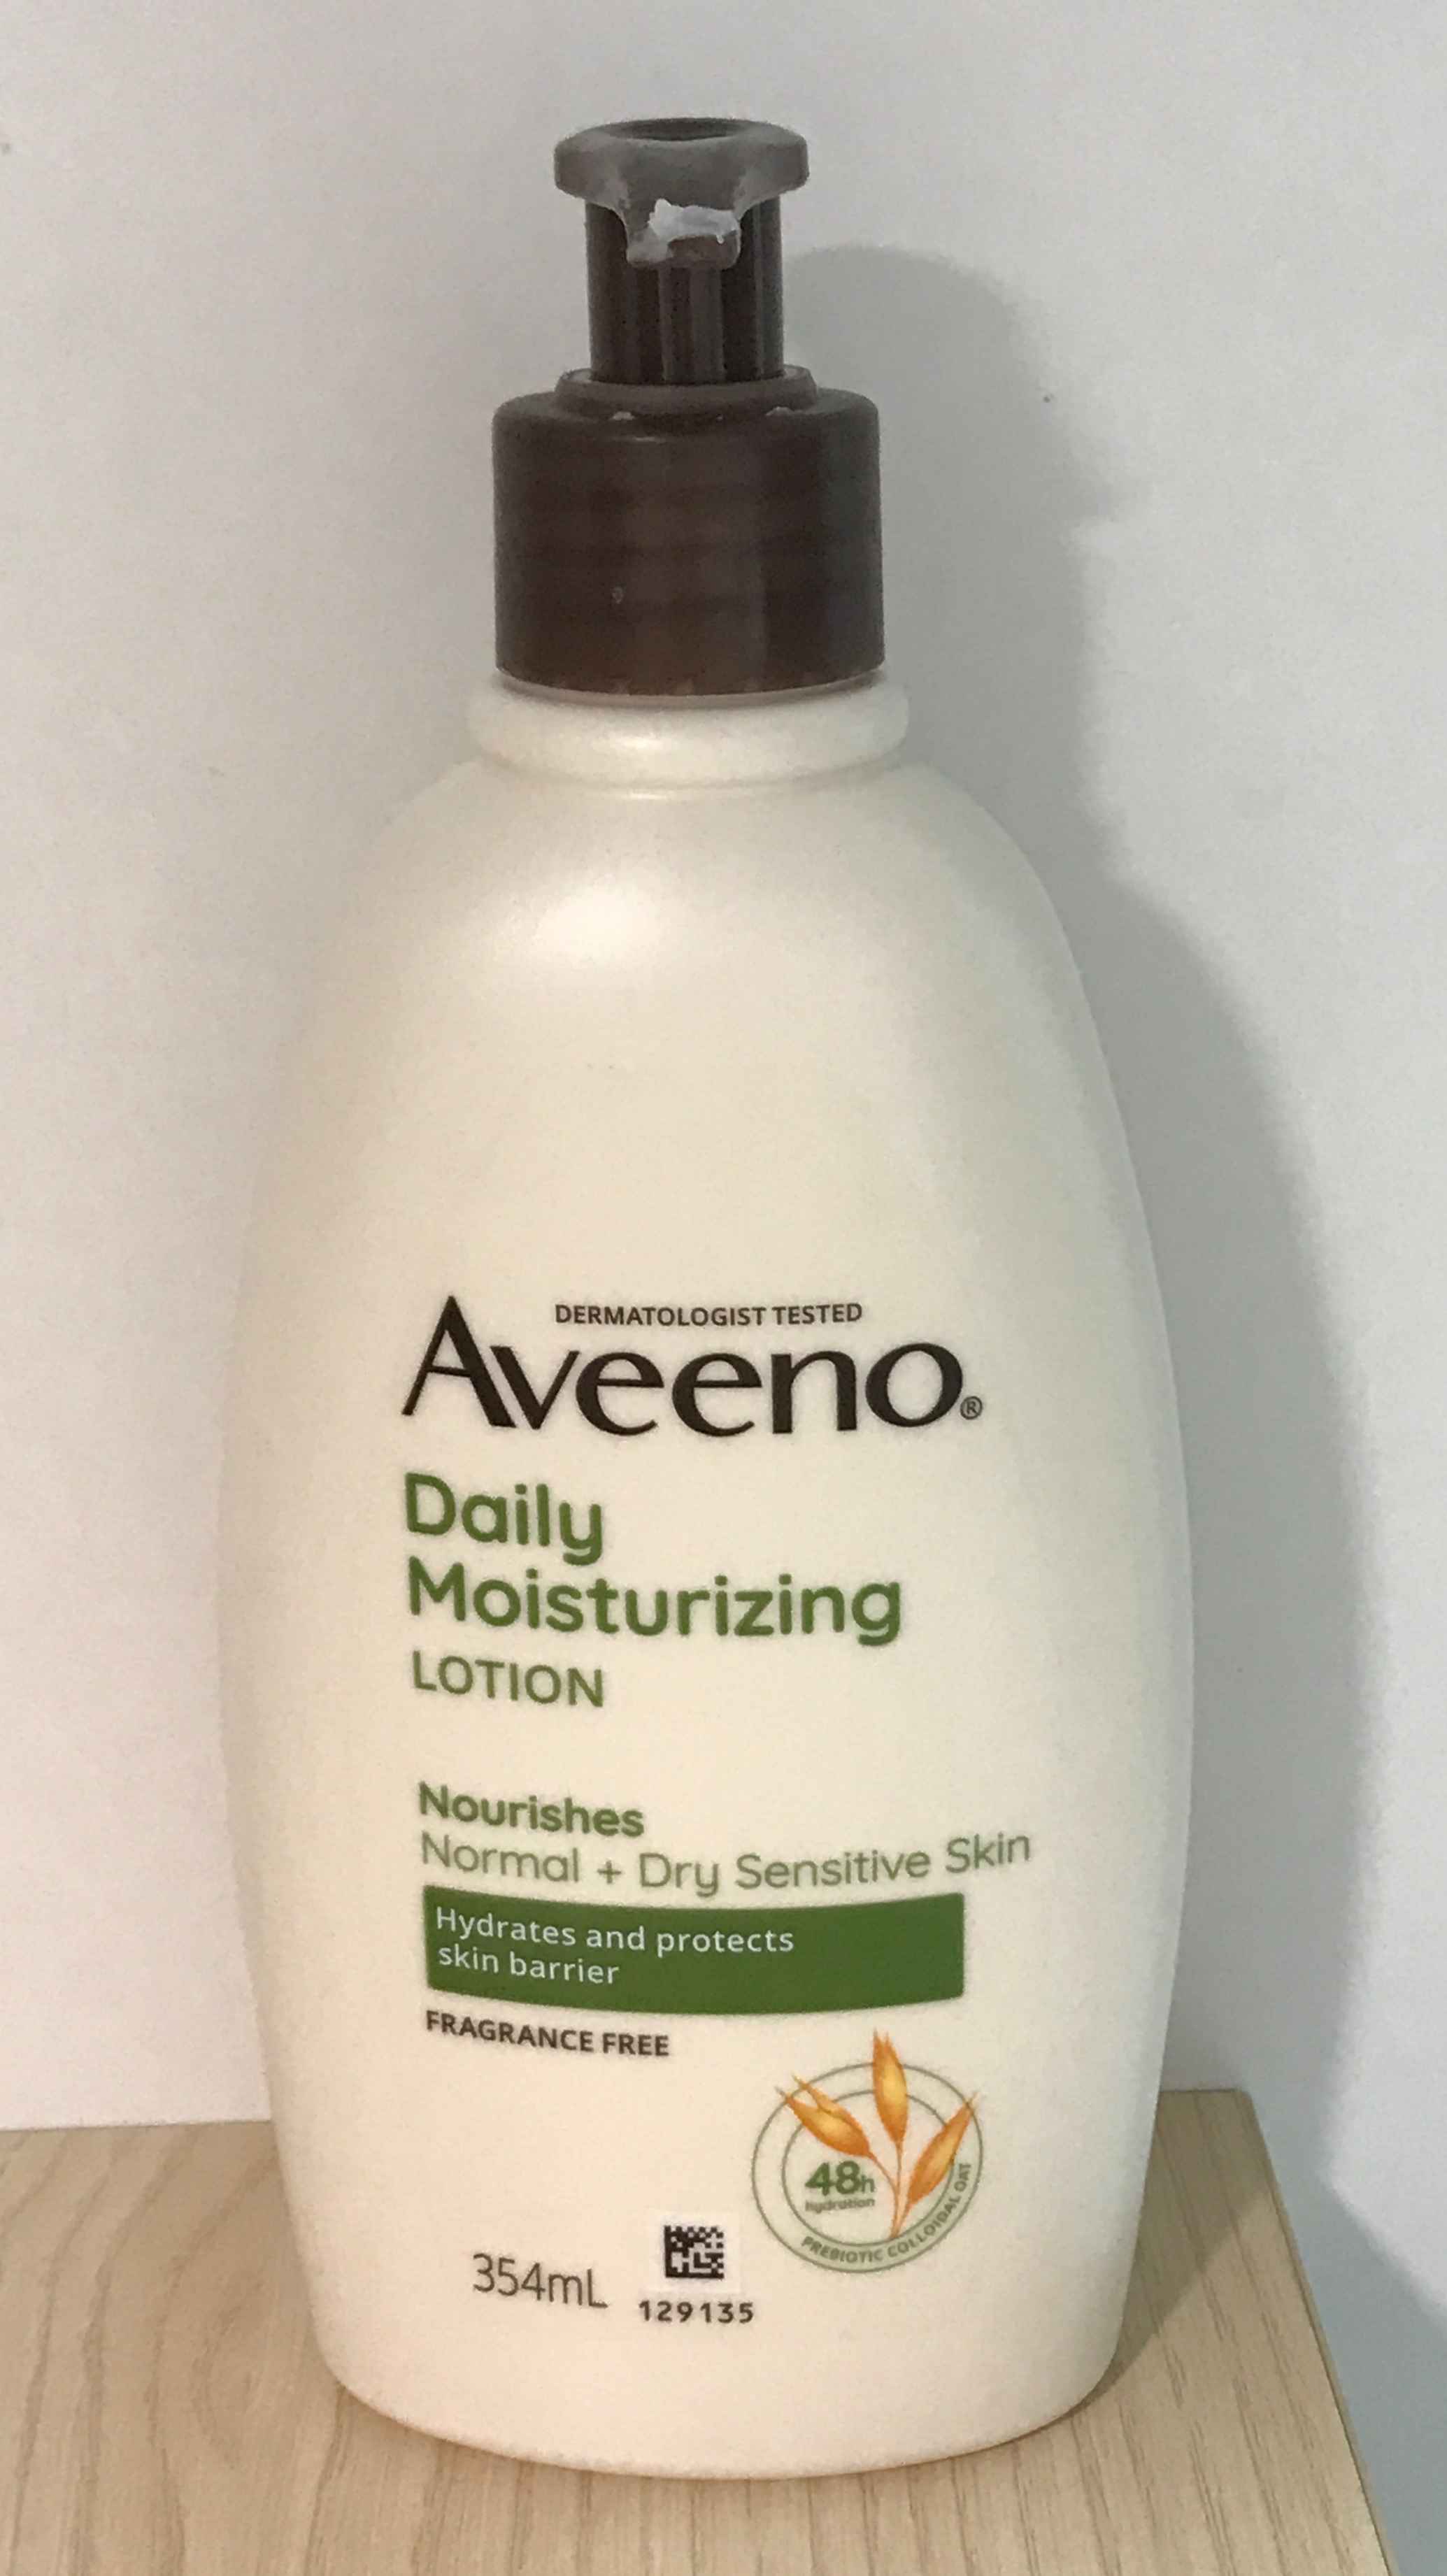 DERMATOLOGIST TESTED
Aveeno®
Daily
Moisturizing
LOTION
Nourishes
Normal + Dry Sensitive Skin
Hydrates and protects
skin barrier
FRAGRANCE FREE
48h
hydration
PREBIOTIC COLLOIDAL OAT
354mL
129135